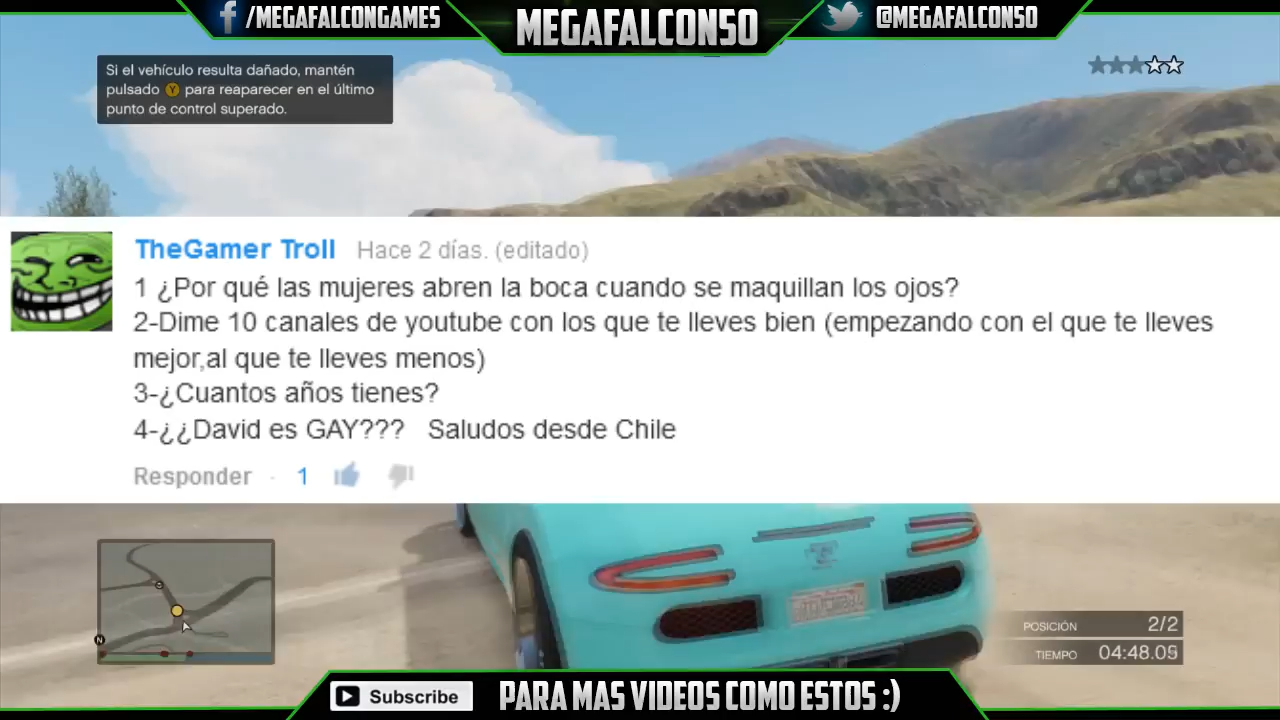 /MEGAFALCONGAMES
MEGAFALCON50
@MEGAFALCON50
Si el vehículo resulta dañado, mantén
pulsado Y para reaparecer en el último
punto de control superado.
TheGamer Troll Hace 2 días. (editado)
1 ¿Por qué las mujeres abren la boca cuando se maquillan los ojos?
2-Dime 10 canales de youtube con los que te lleves bien (empezando con el que te lleves
mejor,al que te lleves menos)
3-¿Cuantos años tienes?
4-¿¿David es GAY??? Saludos desde Chile
Responder · 1
N
POSICIÓN 2/2
TIEMPO 04:48.05
Subscribe
PARA MAS VIDEOS COMO ESTOS :)